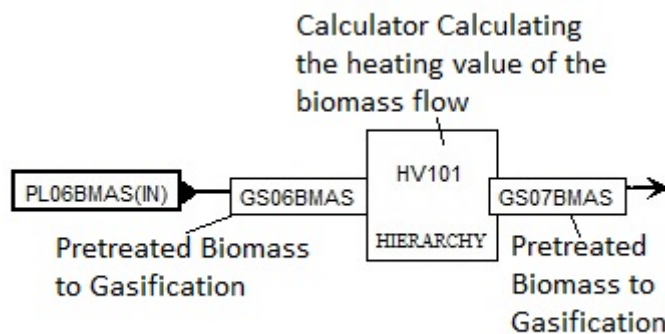 Calculator Calculating
the heating value of the
biomass flow
PL06BMAS(IN)
GS06BMAS
HV101
HIERARCHY
GS07BMAS
Pretreated Biomass
to Gasification
Pretreated
Biomass to
Gasification